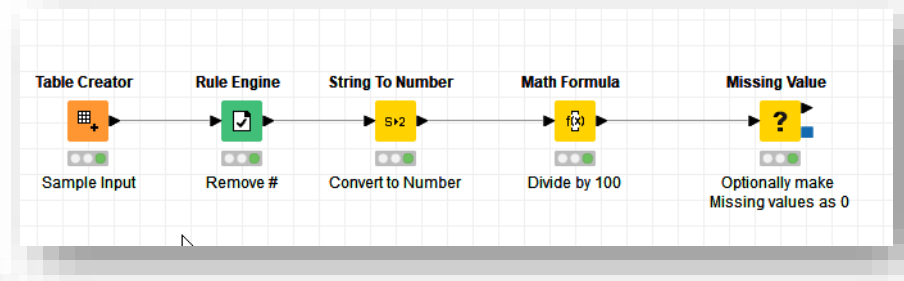 Table Creator
Rule Engine
String To Number
Math Formula
Missing Value
S▸2
f(x)
?
Sample Input
Remove #
Convert to Number
Divide by 100
Optionally make
Missing values as 0